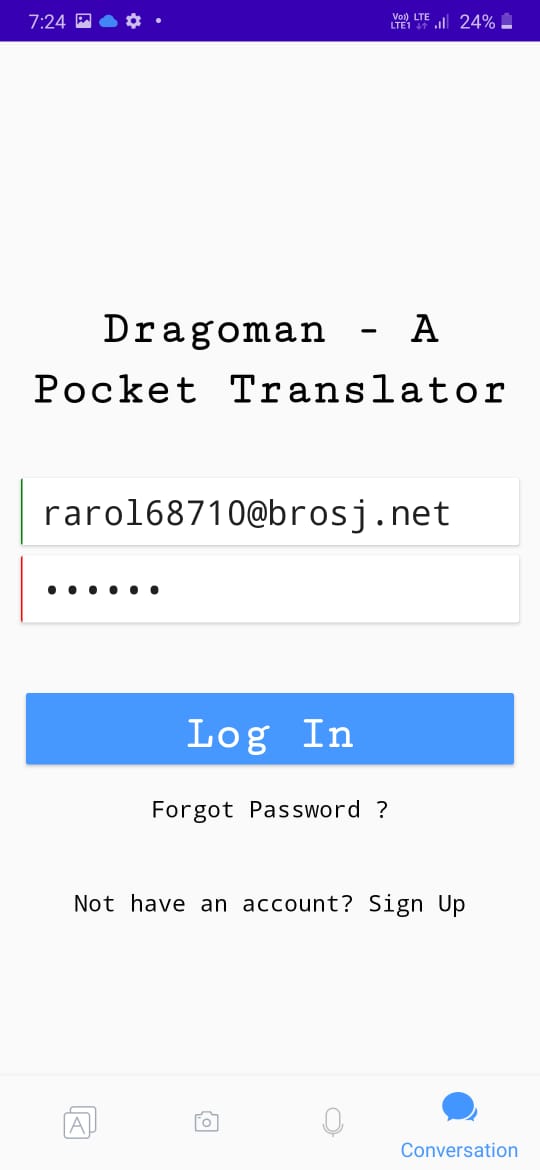 7:24 Vo)) LTE LTE1 24%
Dragoman - A
Pocket Translator
rarol68710@brosj.net
••••••
Log In
Forgot Password ?
Not have an account? Sign Up
A
Conversation